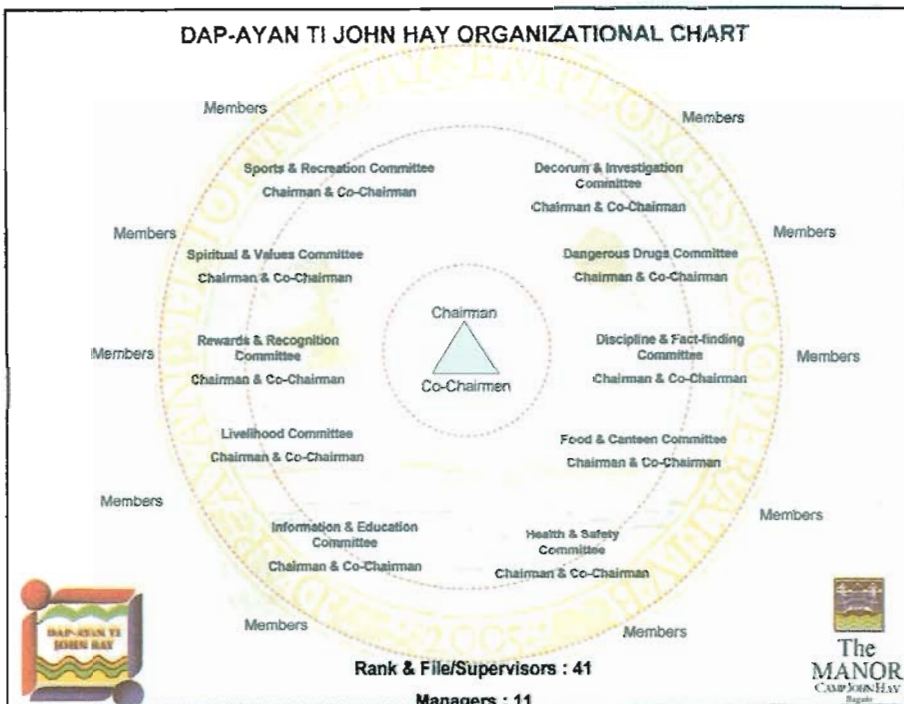 DAP-AYAN TI JOHN HAY ORGANIZATIONAL CHART
Members
Members
Sports & Recreation Committee
Chairman & Co-Chairman
Decorum & Investigation
Committee
Chairman & Co-Chairman
Members
Members
Spiritual & Values Committee
Chairman & Co-Chairman
Dangerous Drugs Committee
Chairman & Co-Chairman
Chairman
Co-Chairmen
Members
Rewards & Recognition
Committee
Chairman & Co-Chairman
Discipline & Fact-finding
Committee
Chairman & Co-Chairman
Members
Livelihood Committee
Chairman & Co-Chairman
Food & Canteen Committee
Chairman & Co-Chairman
Members
Members
Information & Education
Committee
Chairman & Co-Chairman
Health & Safety
Committee
Chairman & Co-Chairman
Members
Members
DAP-AYAN TI
JOHN HAY
2005
Rank & File/Supervisors : 41
Managers : 11
The
MANOR
CAMP JOHN HAY
Baguio